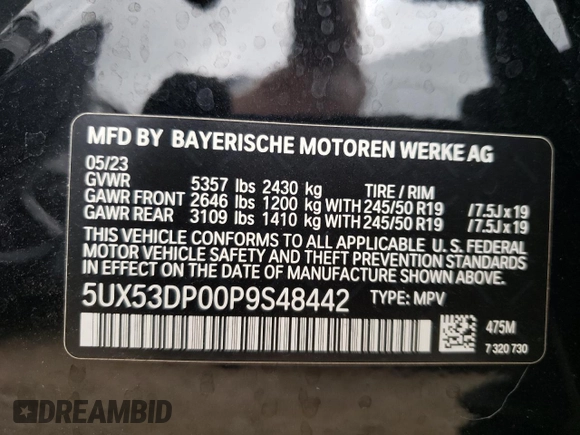 MFD BY BAYERISCHE MOTOREN WERKE AG
05/23
GVWR 5357 lbs 2430 kg TIRE / RIM
GAWR FRONT 2646 lbs 1200 kg WITH 245/50 R19 /7.5J x 19
GAWR REAR 3109 lbs 1410 kg WITH 245/50 R19 /7.5J x 19
THIS VEHICLE CONFORMS TO ALL APPLICABLE U. S. FEDERAL
MOTOR VEHICLE SAFETY AND THEFT PREVENTION STANDARDS
IN EFFECT ON THE DATE OF MANUFACTURE SHOWN ABOVE.
5UX53DP00P9S48442 TYPE: MPV
475M
7 320 730
DREAMBID